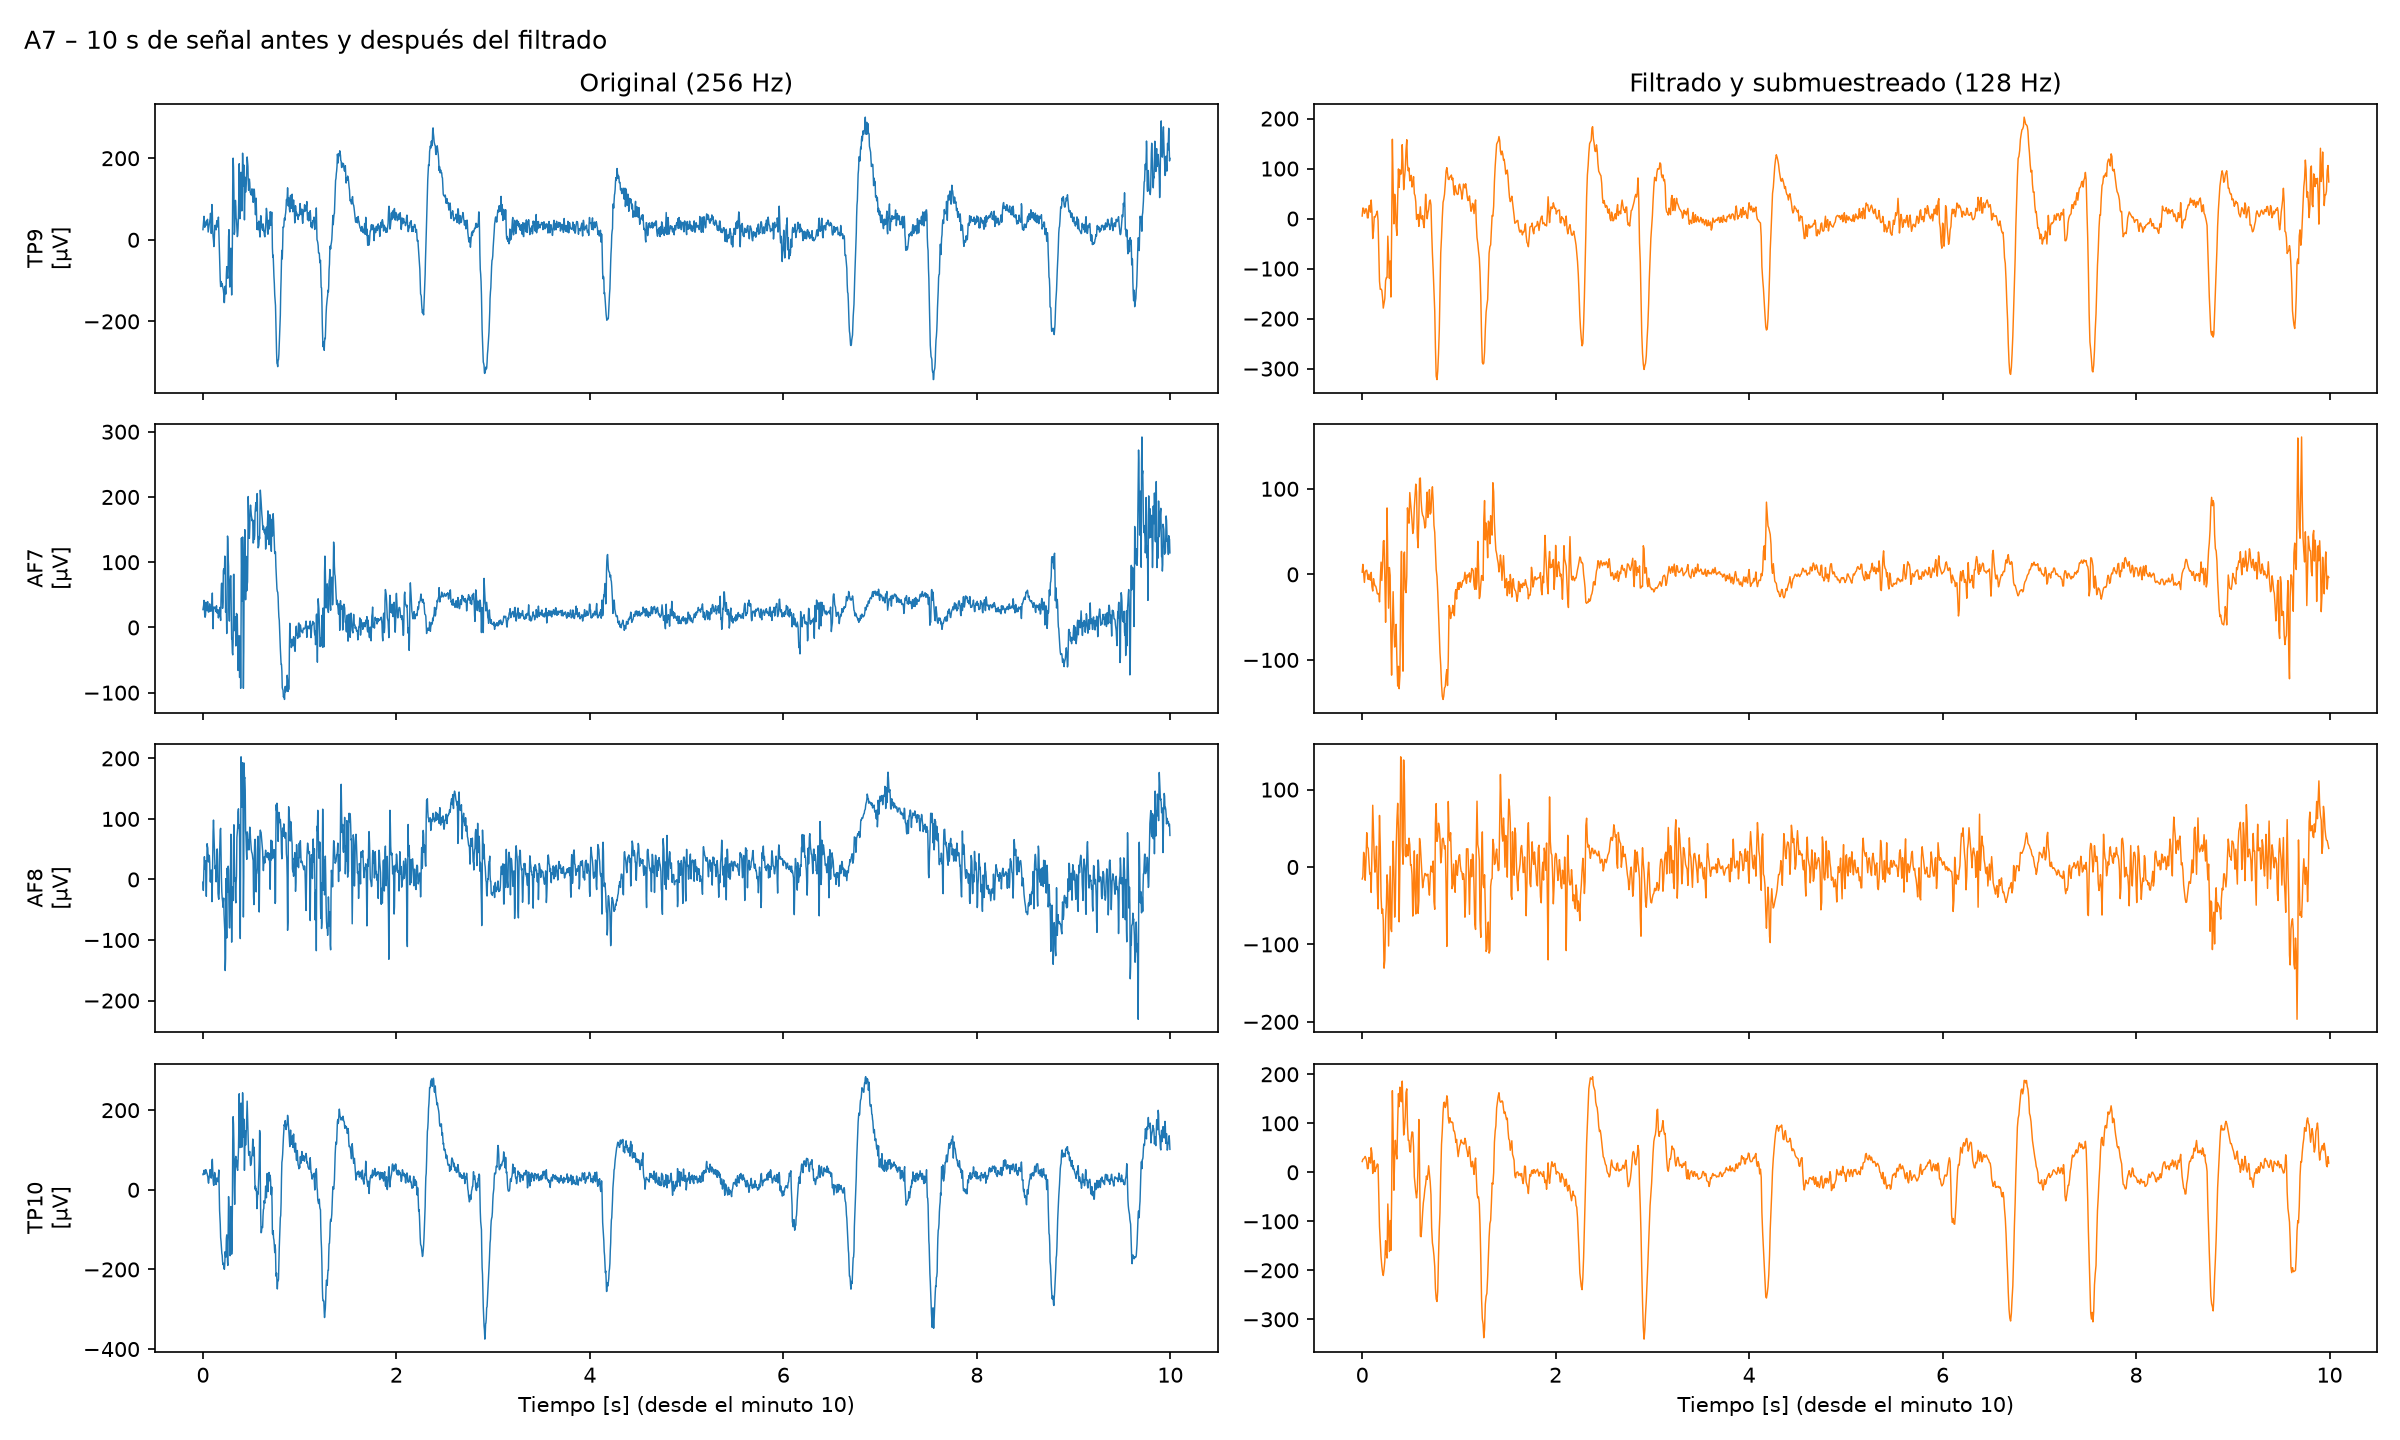 A7 – 10 s de señal antes y después del filtrado
Original (256 Hz)
Filtrado y submuestreado (128 Hz)
TP9
[µV]
200
0
−200
200
100
0
−100
−200
−300
AF7
[µV]
300
200
100
0
−100
100
0
−100
AF8
[µV]
200
100
0
−100
−200
100
0
−100
−200
TP10
[µV]
200
0
−200
−400
200
100
0
−100
−200
−300
0 2 4 6 8 10
0 2 4 6 8 10
Tiempo [s] (desde el minuto 10)
Tiempo [s] (desde el minuto 10)